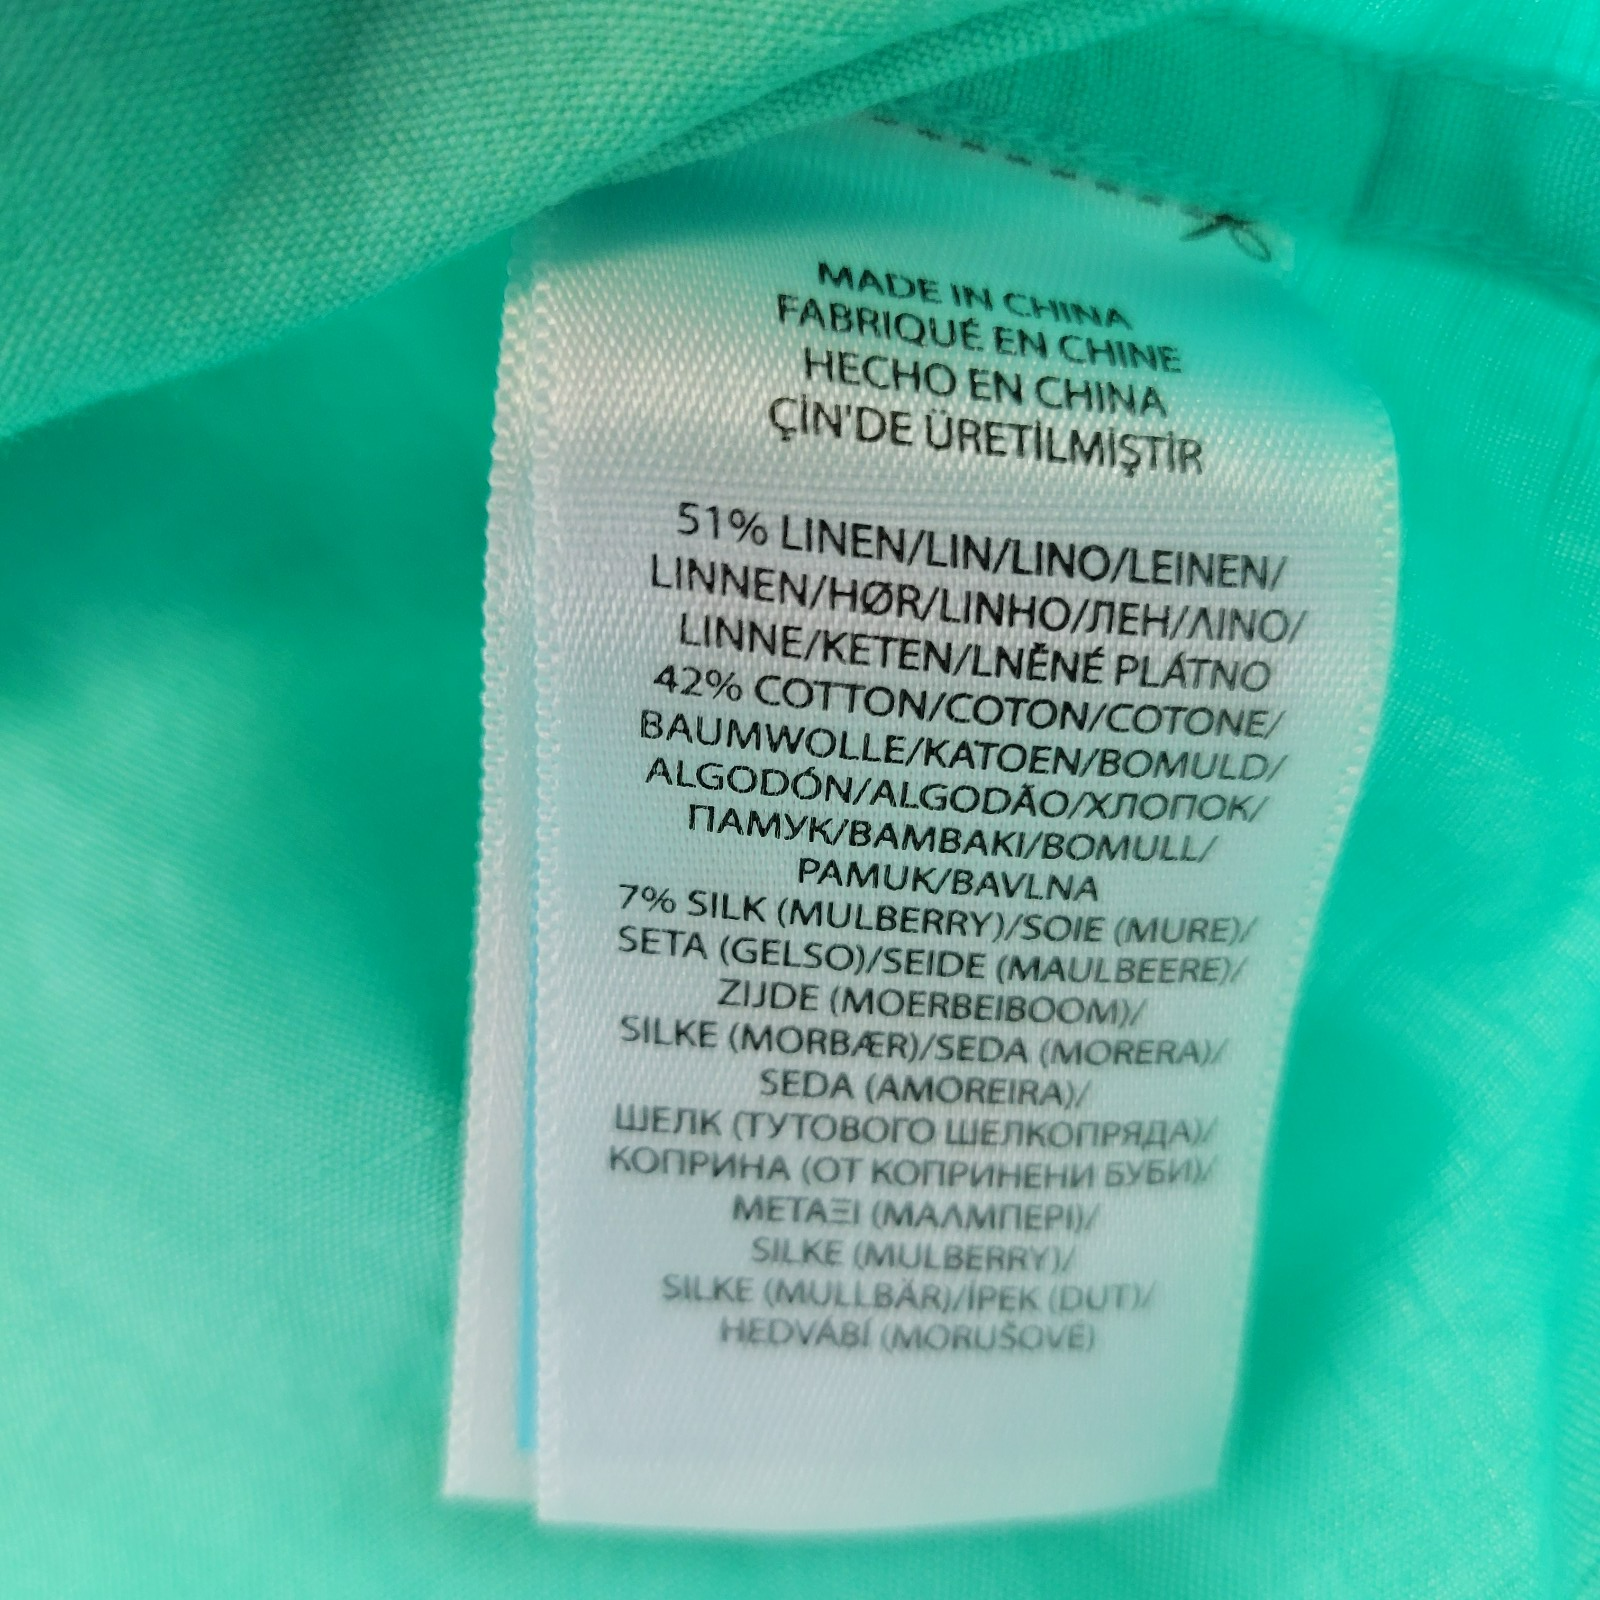 MADE IN CHINA
FABRIQUÉ EN CHINE
HECHO EN CHINA
ÇİN'DE ÜRETİLMİŞTİR
51% LINEN/LIN/LINO/LEINEN/
LINNEN/HØR/LINHO/ЛЕН/ΛΙΝΟ/
LINNE/KETEN/LNĚNÉ PLÁTNO
42% COTTON/COTON/COTONE/
BAUMWOLLE/KATOEN/BOMULD/
ALGODÓN/ALGODÃO/ХЛОПОК/
ПАМУК/ΒΑΜΒΑΚΙ/BOMULL/
PAMUK/BAVLNA
7% SILK (MULBERRY)/SOIE (MURE)/
SETA (GELSO)/SEIDE (MAULBEERE)/
ZIJDE (MOERBEIBOOM)/
SILKE (MORBÆR)/SEDA (MORERA)/
SEDA (AMOREIRA)/
ШЕЛК (ТУТОВОГО ШЕЛКОПРЯДА)/
КОПРИНА (ОТ КОПРИНЕНИ БУБИ)/
ΜΕΤΑΞΙ (ΜΑΛΜΠΕΡΙ)/
SILKE (MULBERRY)/
SILKE (MULLBÄR)/İPEK (DUT)/
HEDVÁBÍ (MORUŠOVÉ)